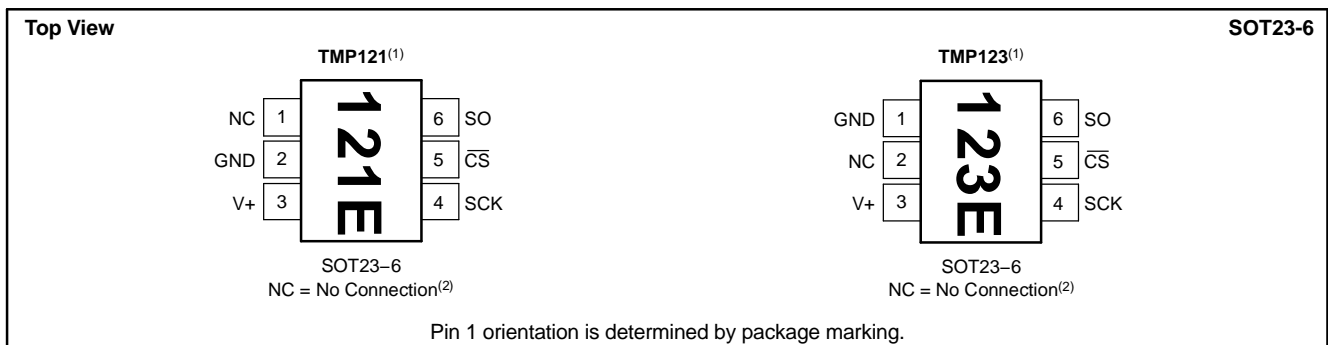 Top View SOT23-6
TMP121(1)
NC 1 6 SO
GND 2 5 C̅S̅
V+ 3 4 SCK
121E
SOT23−6
NC = No Connection(2)
TMP123(1)
GND 1 6 SO
NC 2 5 C̅S̅
V+ 3 4 SCK
123E
SOT23−6
NC = No Connection(2)
Pin 1 orientation is determined by package marking.